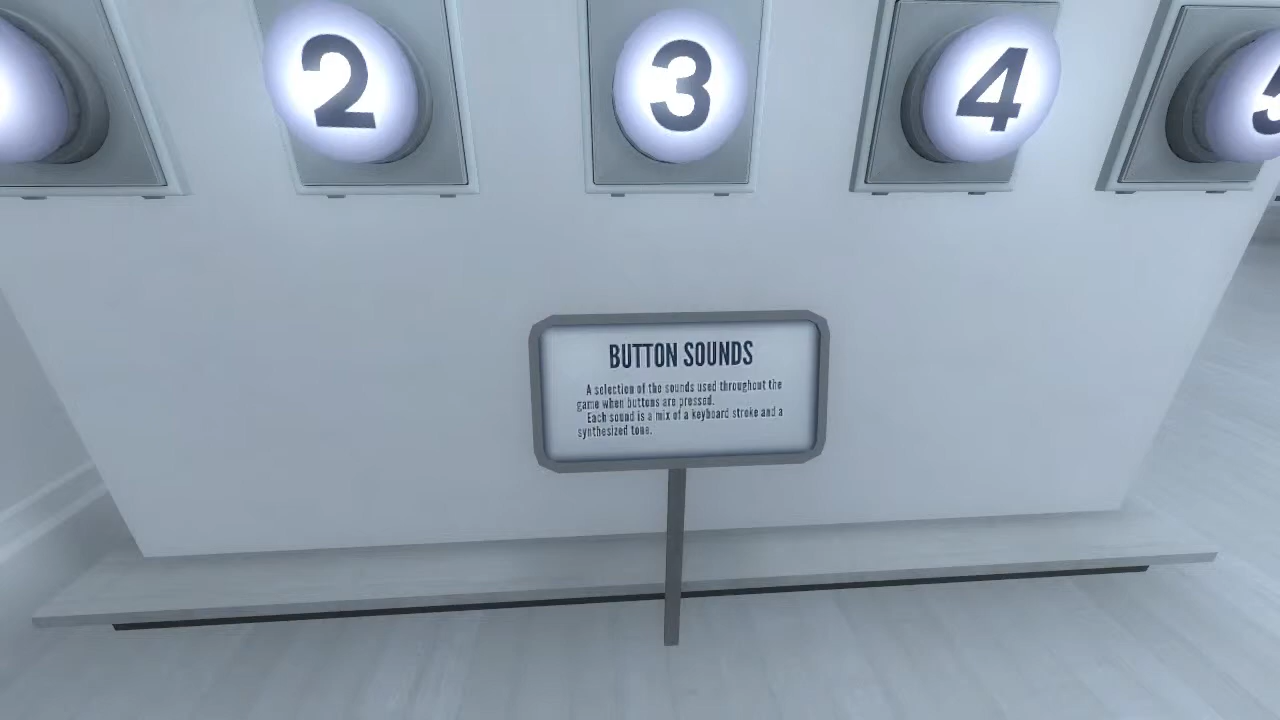 2 3 4 5
BUTTON SOUNDS
A selection of the sounds used throughout the
game when buttons are pressed.
Each sound is a mix of a keyboard stroke and a
synthesized tone.